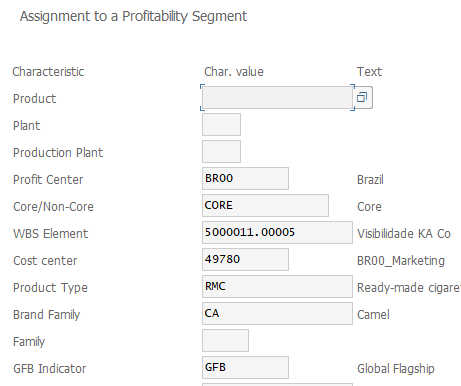 Assignment to a Profitability Segment
Characteristic Char. value Text
Product
Plant
Production Plant
Profit Center BR00 Brazil
Core/Non-Core CORE Core
WBS Element 5000011.00005 Visibilidade KA Co
Cost center 49780 BR00_Marketing
Product Type RMC Ready-made cigare
Brand Family CA Camel
Family
GFB Indicator GFB Global Flagship